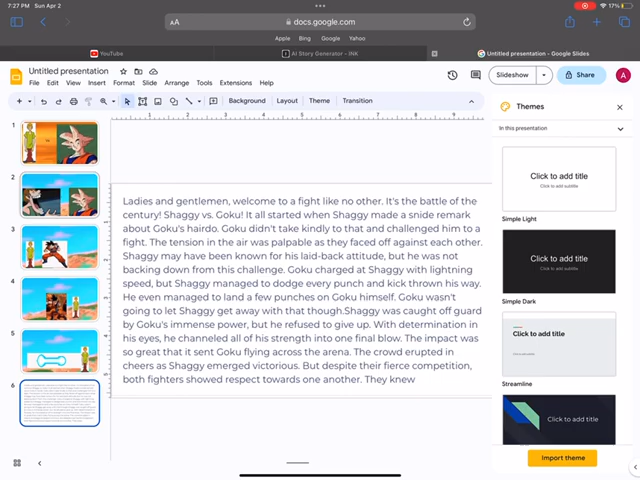 7:27 PM Sun Apr 2
17%
AA
docs.google.com
Apple Bing Google Yahoo
YouTube
AI Story Generator - INK
Untitled presentation - Google Slides
Untitled presentation
File Edit View Insert Format Slide Arrange Tools Extensions Help
Slideshow
Share
A
Background Layout Theme Transition
Themes
In this presentation
1 2 3 4 5 6 7 8 9
1
2
3
4
5
6
Ladies and gentlemen, welcome to a fight like no other. It's the battle of the
century! Shaggy vs. Goku! It all started when Shaggy made a snide remark
about Goku's hairdo. Goku didn't take kindly to that and challenged him to a
fight. The tension in the air was palpable as they faced off against each other.
Shaggy may have been known for his laid-back attitude, but he was not
backing down from this challenge. Goku charged at Shaggy with lightning
speed, but Shaggy managed to dodge every punch and kick thrown his way.
He even managed to land a few punches on Goku himself. Goku wasn't
going to let Shaggy get away with that though.Shaggy was caught off guard
by Goku's immense power, but he refused to give up. With determination in
his eyes, he channeled all of his strength into one final blow. The impact was
so great that it sent Goku flying across the arena. The crowd erupted in
cheers as Shaggy emerged victorious. But despite their fierce competition,
both fighters showed respect towards one another. They knew
Click to add title
Click to add subtitle
Simple Light
Click to add title
Click to add subtitle
Simple Dark
Click to add title
Click to add subtitle
Streamline
Click to add title
Import theme